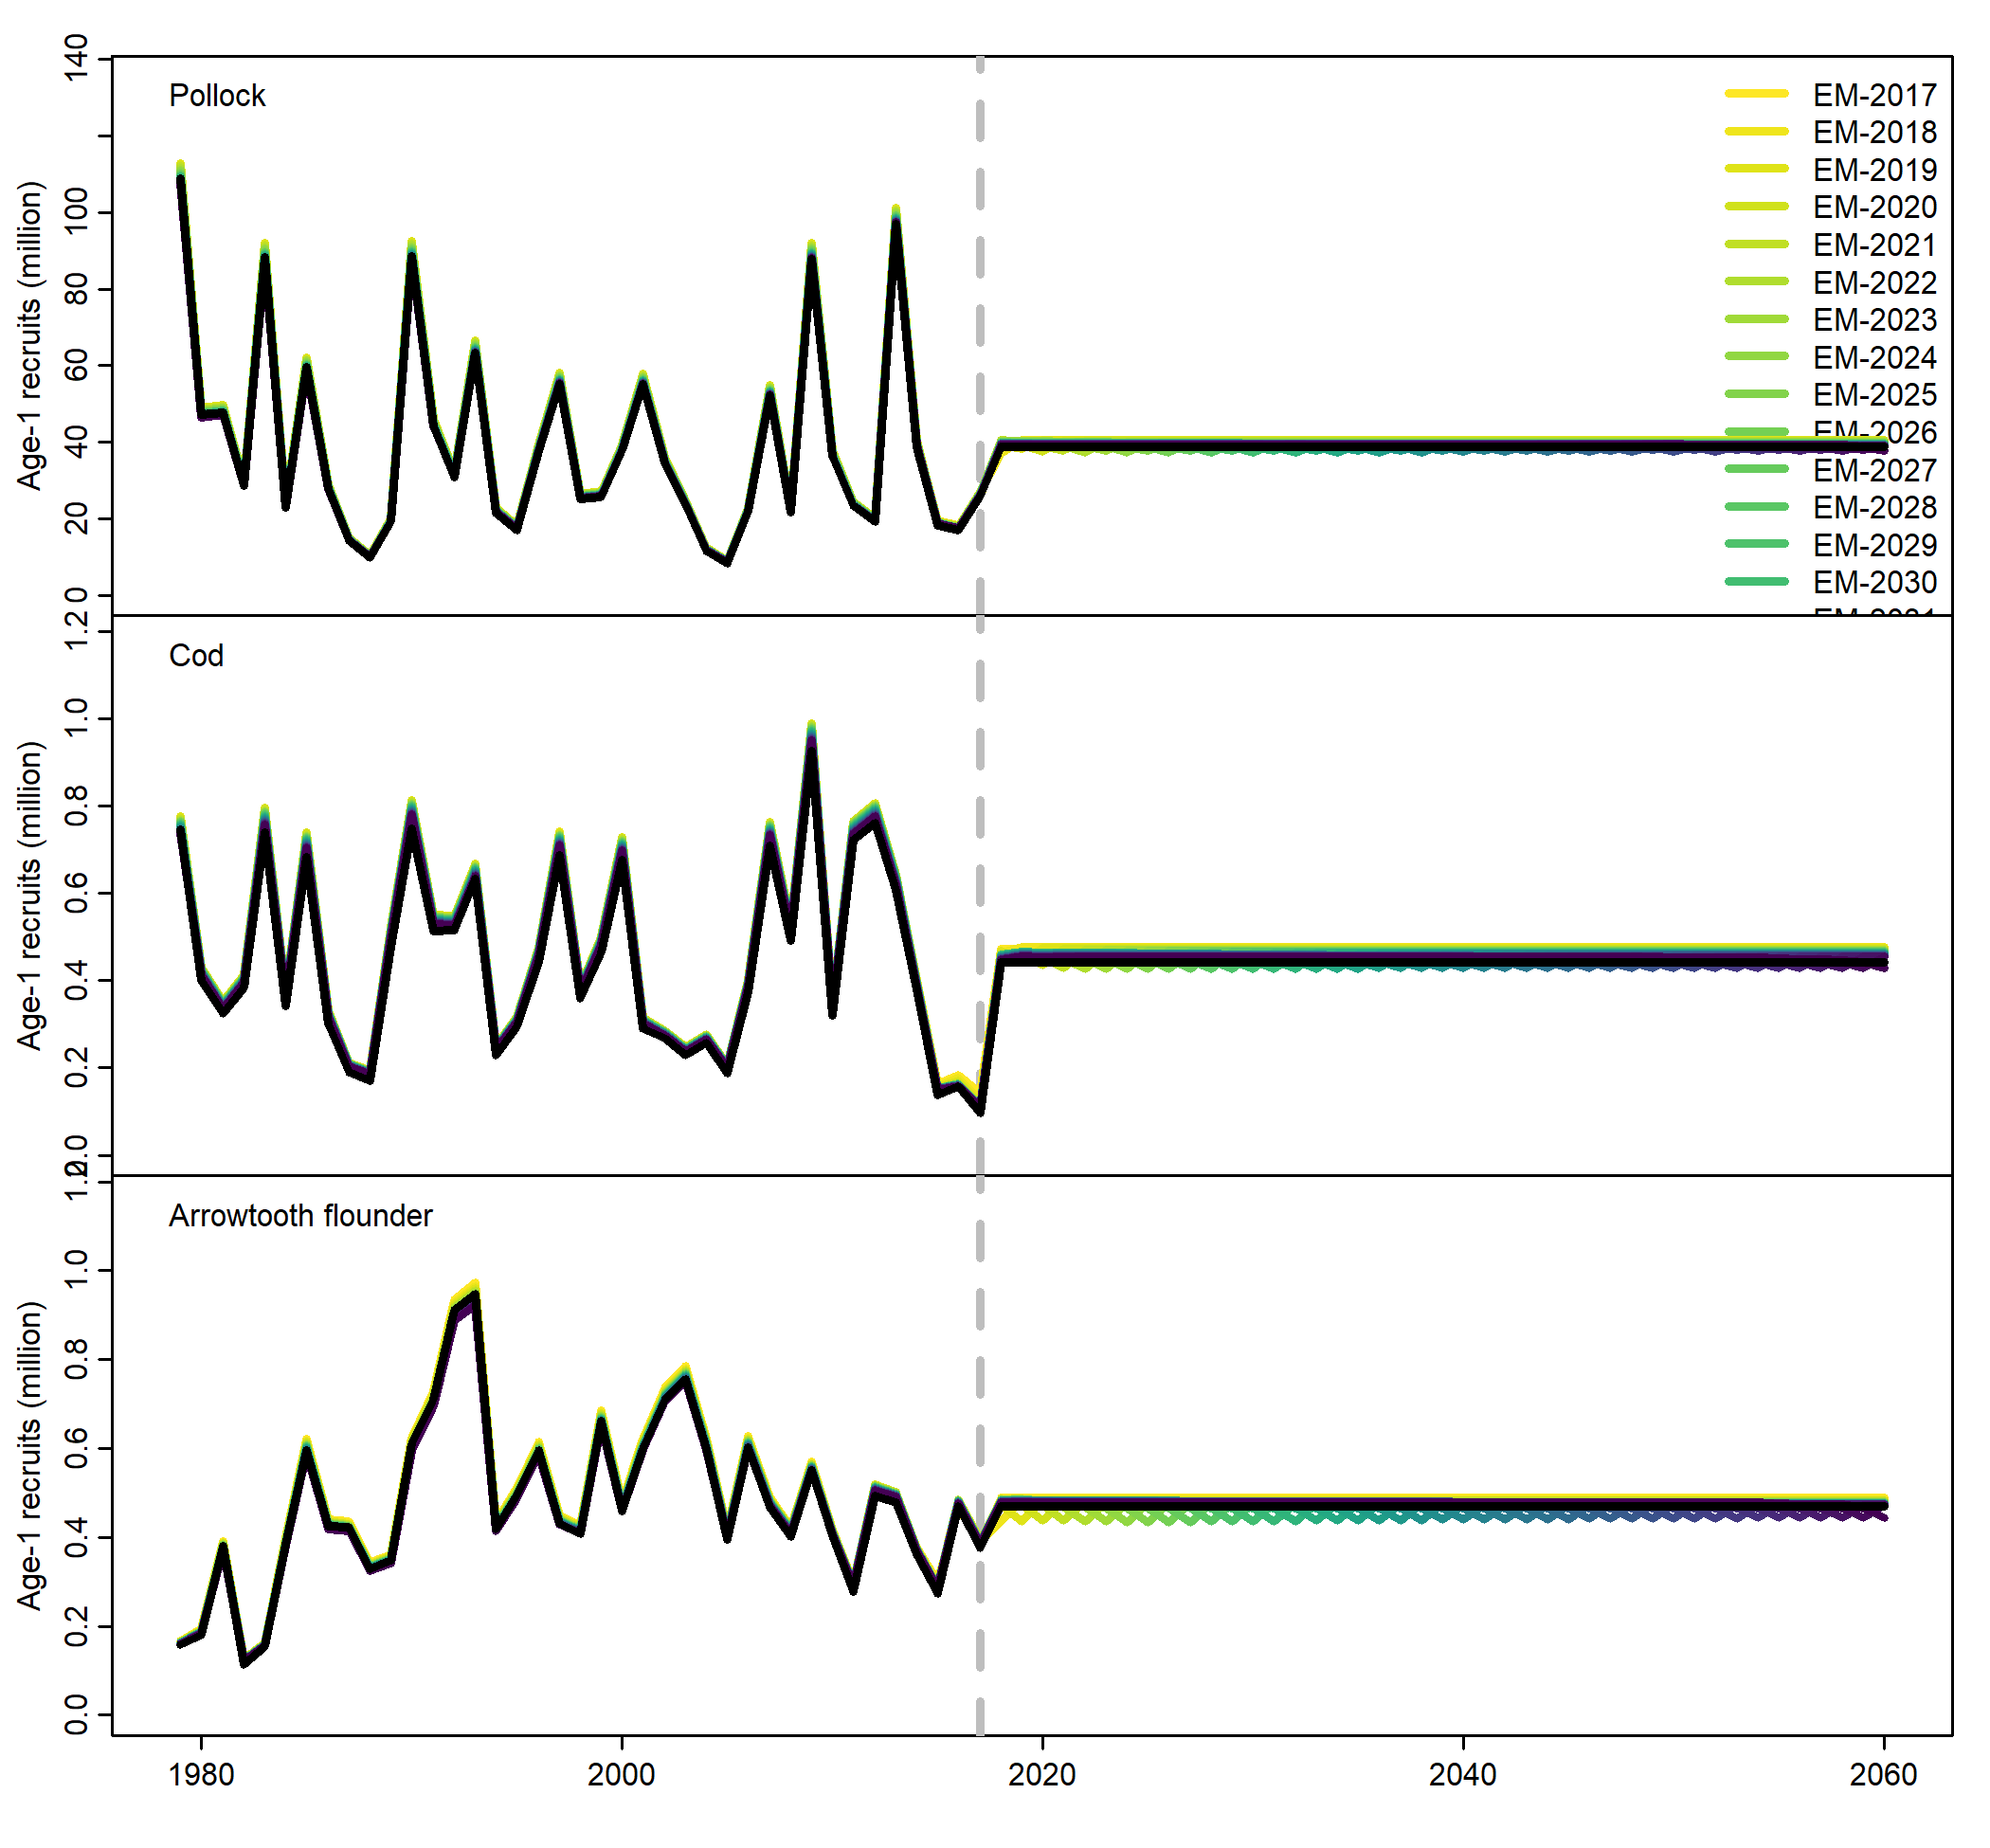 Pollock
Age-1 recruits (million)
0
20
40
60
80
100
140
EM-2017
EM-2018
EM-2019
EM-2020
EM-2021
EM-2022
EM-2023
EM-2024
EM-2025
EM-2026
EM-2027
EM-2028
EM-2029
EM-2030
Cod
Age-1 recruits (million)
0.0
0.2
0.4
0.6
0.8
1.0
1.2
Arrowtooth flounder
Age-1 recruits (million)
0.0
0.2
0.4
0.6
0.8
1.0
1.2
1980 2000 2020 2040 2060